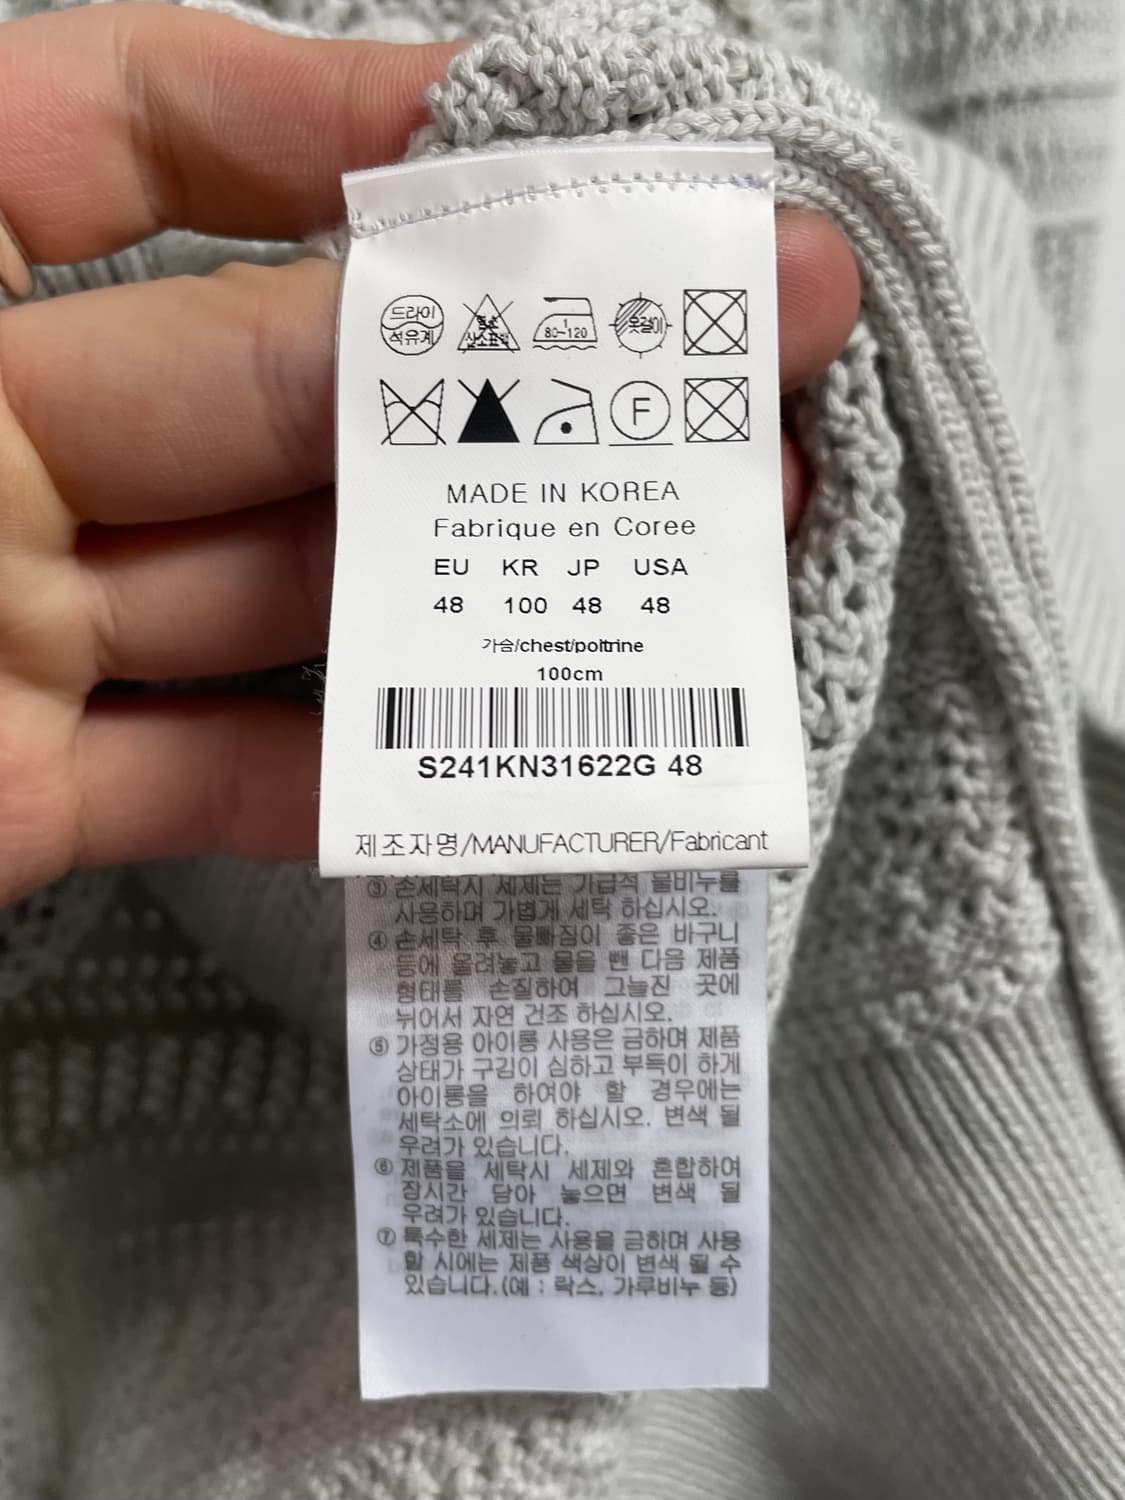 드라이
석유계
염소
산소표백
1
80~120
옷걸이
F
MADE IN KOREA
Fabrique en Coree
EU KR JP USA
48 100 48 48
가슴/chest/poitrine
100cm
S241KN31622G 48
제조자명/MANUFACTURER/Fabricant
③ 손세탁시 세제는 가급적 물비누를
사용하며 가볍게 세탁 하십시오.
④ 손세탁 후 물빠짐이 좋은 바구니
등에 올려놓고 물을 뺀 다음 제품
형태를 손질하여 그늘진 곳에
뉘어서 자연 건조 하십시오.
⑤ 가정용 아이롱 사용은 금하며 제품
상태가 구김이 심하고 부득이 하게
아이롱을 하여야 할 경우에는
세탁소에 의뢰 하십시오. 변색 될
우려가 있습니다.
⑥ 제품을 세탁시 세제와 혼합하여
장시간 담아 놓으면 변색 될
우려가 있습니다.
⑦ 특수한 세제는 사용을 금하며 사용
할 시에는 제품 색상이 변색 될 수
있습니다.(예 : 락스, 가루비누 등)